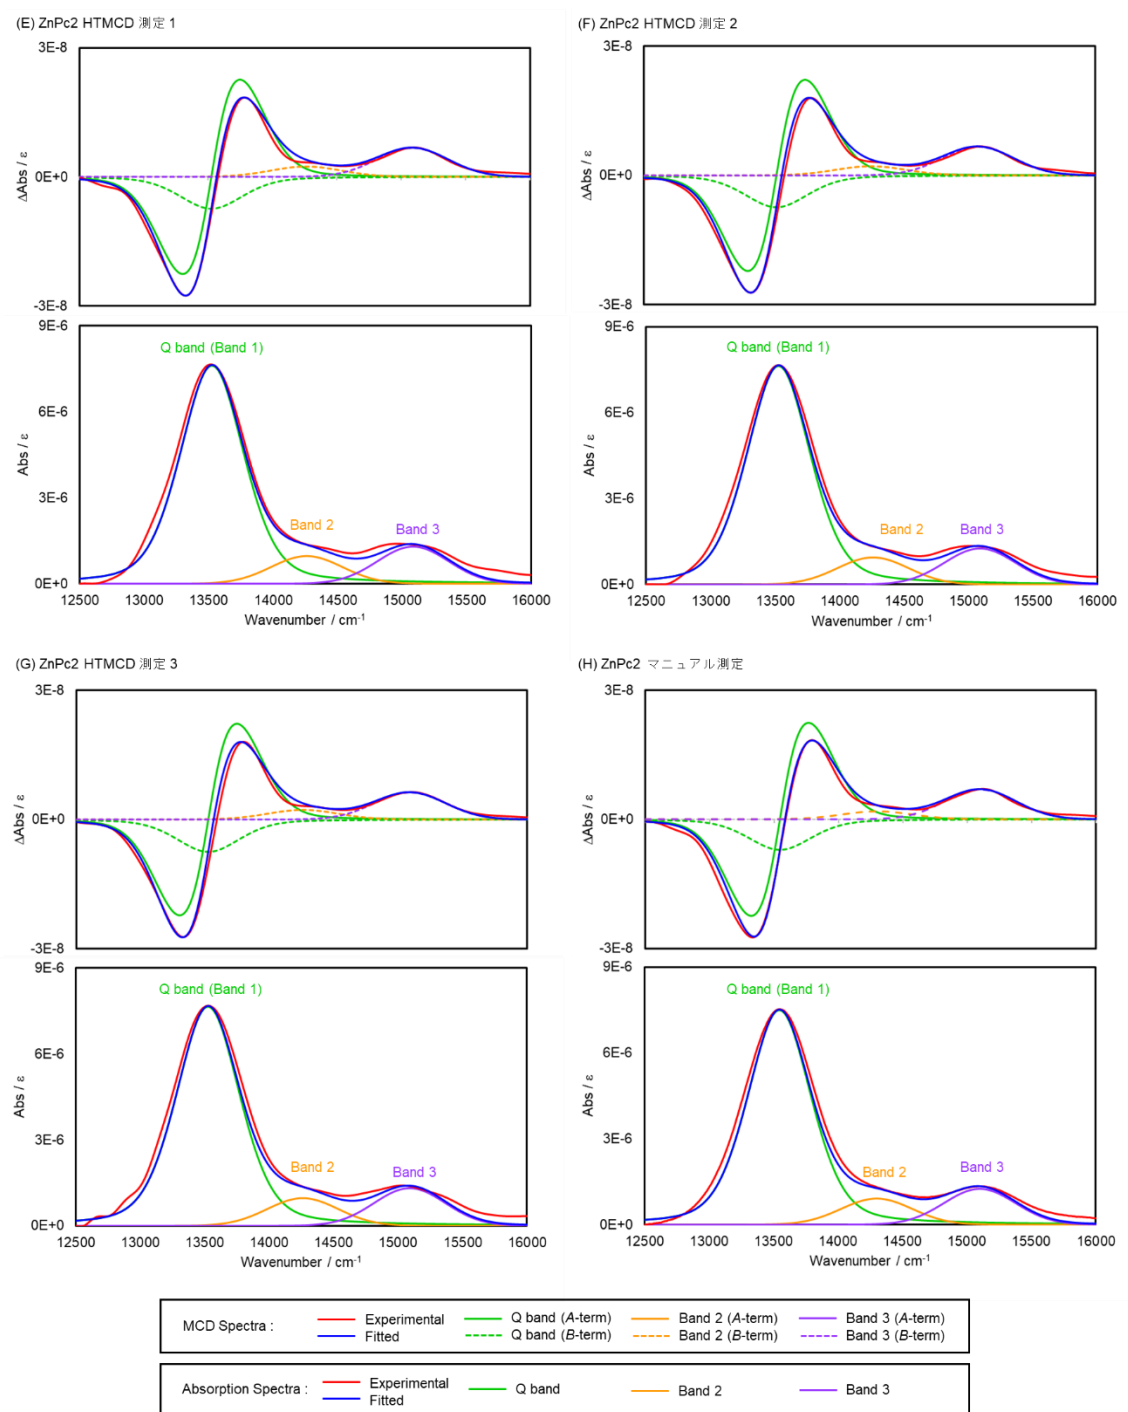 (E) ZnPc2 HTMCD 測定 1
3E-8
0E+0
-3E-8
ΔAbs / ε
9E-6
6E-6
3E-6
0E+0
Abs / ε
Q band (Band 1)
Band 2
Band 3
12500 13000 13500 14000 14500 15000 15500 16000
Wavenumber / cm⁻¹
(F) ZnPc2 HTMCD 測定 2
3E-8
0E+0
-3E-8
ΔAbs / ε
9E-6
6E-6
3E-6
0E+0
Abs / ε
Q band (Band 1)
Band 2
Band 3
12500 13000 13500 14000 14500 15000 15500 16000
Wavenumber / cm⁻¹
(G) ZnPc2 HTMCD 測定 3
3E-8
0E+0
-3E-8
ΔAbs / ε
9E-6
6E-6
3E-6
0E+0
Abs / ε
Q band (Band 1)
Band 2
Band 3
12500 13000 13500 14000 14500 15000 15500 16000
Wavenumber / cm⁻¹
(H) ZnPc2 マニュアル測定
3E-8
0E+0
-3E-8
ΔAbs / ε
9E-6
6E-6
3E-6
0E+0
Abs / ε
Q band (Band 1)
Band 2
Band 3
12500 13000 13500 14000 14500 15000 15500 16000
Wavenumber / cm⁻¹
MCD Spectra :
Experimental Q band (A-term) Band 2 (A-term) Band 3 (A-term)
Fitted Q band (B-term) Band 2 (B-term) Band 3 (B-term)
Absorption Spectra :
Experimental Q band Band 2 Band 3
Fitted